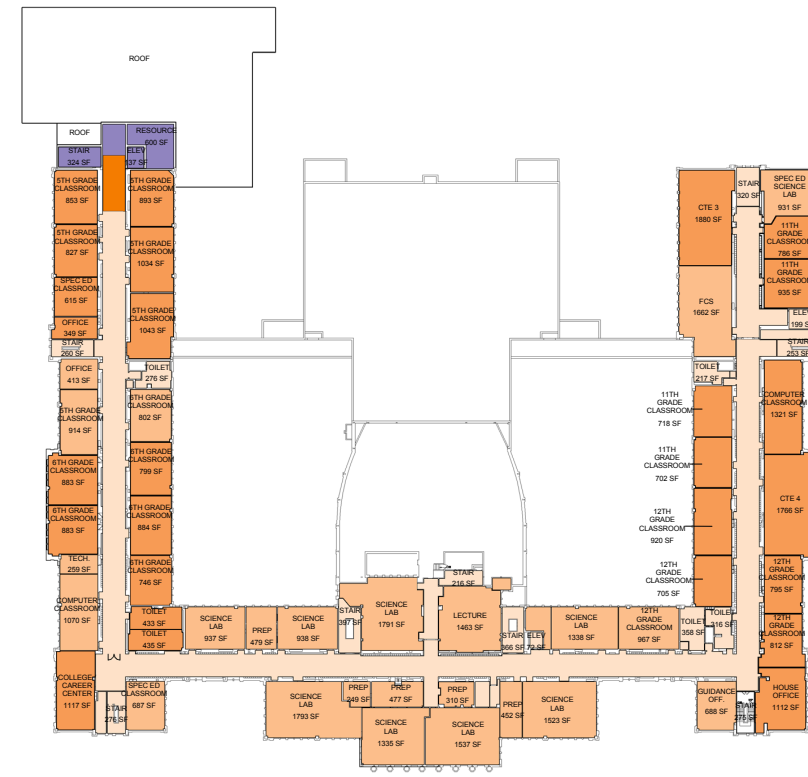 ROOF
ROOF
RESOURCE
600 SF
STAIR
324 SF
ELEV
137 SF
5TH GRADE
CLASSROOM
853 SF
5TH GRADE
CLASSROOM
893 SF
5TH GRADE
CLASSROOM
827 SF
5TH GRADE
CLASSROOM
1034 SF
SPEC ED
CLASSROOM
615 SF
5TH GRADE
CLASSROOM
1043 SF
OFFICE
349 SF
STAIR
260 SF
OFFICE
413 SF
TOILET
276 SF
6TH GRADE
CLASSROOM
802 SF
CLASSROOM
914 SF
6TH GRADE
CLASSROOM
799 SF
6TH GRADE
CLASSROOM
883 SF
6TH GRADE
CLASSROOM
884 SF
6TH GRADE
CLASSROOM
883 SF
TECH.
259 SF
6TH GRADE
CLASSROOM
746 SF
COMPUTER
CLASSROOM
1070 SF
TOILET
433 SF
TOILET
435 SF
COLLEGE
CAREER
CENTER
1117 SF
STAIR
276 SF
SPEC ED
CLASSROOM
687 SF
SCIENCE
LAB
937 SF
PREP
479 SF
SCIENCE
LAB
938 SF
STAIR
397 SF
SCIENCE
LAB
1791 SF
STAIR
216 SF
LECTURE
1463 SF
STAIR
366 SF
ELEV
72 SF
SCIENCE
LAB
1338 SF
12TH
GRADE
CLASSROOM
967 SF
TOILET
358 SF
TOILET
216 SF
SCIENCE
LAB
1793 SF
PREP
249 SF
PREP
477 SF
PREP
310 SF
PREP
452 SF
SCIENCE
LAB
1523 SF
SCIENCE
LAB
1335 SF
SCIENCE
LAB
1537 SF
GUIDANCE
OFF.
688 SF
STAIR
275 SF
HOUSE
OFFICE
1112 SF
CTE 3
1880 SF
STAIR
320 SF
SPEC ED
SCIENCE
LAB
931 SF
11TH
GRADE
CLASSROOM
786 SF
11TH
GRADE
CLASSROOM
935 SF
FCS
1662 SF
ELEV
199 SF
STAIR
253 SF
TOILET
217 SF
11TH
GRADE
CLASSROOM
718 SF
COMPUTER
CLASSROOM
1321 SF
11TH
GRADE
CLASSROOM
702 SF
CTE 4
1766 SF
12TH
GRADE
CLASSROOM
920 SF
12TH
GRADE
CLASSROOM
705 SF
12TH
GRADE
CLASSROOM
795 SF
12TH
GRADE
CLASSROOM
812 SF